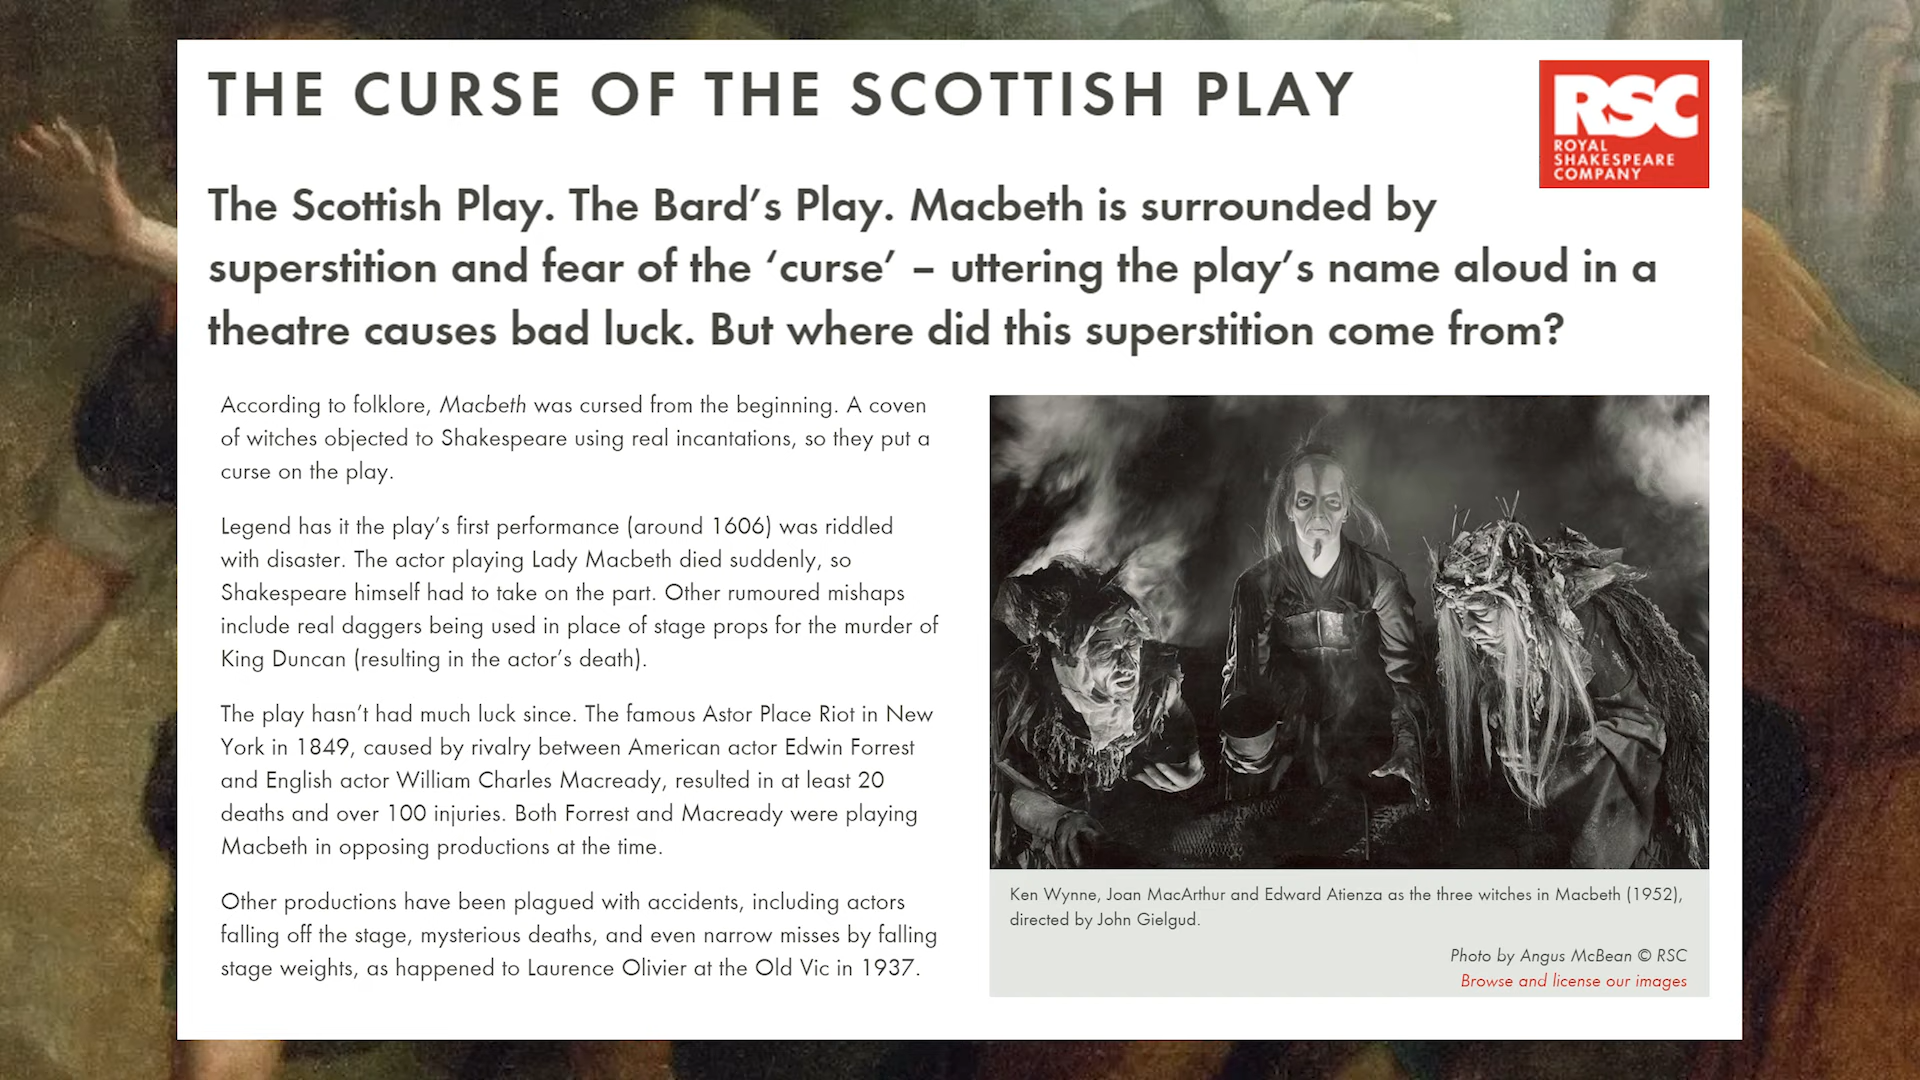 THE CURSE OF THE SCOTTISH PLAY
RSC
ROYAL
SHAKESPEARE
COMPANY
The Scottish Play. The Bard’s Play. Macbeth is surrounded by
superstition and fear of the ‘curse’ – uttering the play’s name aloud in a
theatre causes bad luck. But where did this superstition come from?
According to folklore, Macbeth was cursed from the beginning. A coven
of witches objected to Shakespeare using real incantations, so they put a
curse on the play.
Legend has it the play’s first performance (around 1606) was riddled
with disaster. The actor playing Lady Macbeth died suddenly, so
Shakespeare himself had to take on the part. Other rumoured mishaps
include real daggers being used in place of stage props for the murder of
King Duncan (resulting in the actor’s death).
The play hasn’t had much luck since. The famous Astor Place Riot in New
York in 1849, caused by rivalry between American actor Edwin Forrest
and English actor William Charles Macready, resulted in at least 20
deaths and over 100 injuries. Both Forrest and Macready were playing
Macbeth in opposing productions at the time.
Other productions have been plagued with accidents, including actors
falling off the stage, mysterious deaths, and even narrow misses by falling
stage weights, as happened to Laurence Olivier at the Old Vic in 1937.
Ken Wynne, Joan MacArthur and Edward Atienza as the three witches in Macbeth (1952),
directed by John Gielgud.
Photo by Angus McBean © RSC
Browse and license our images